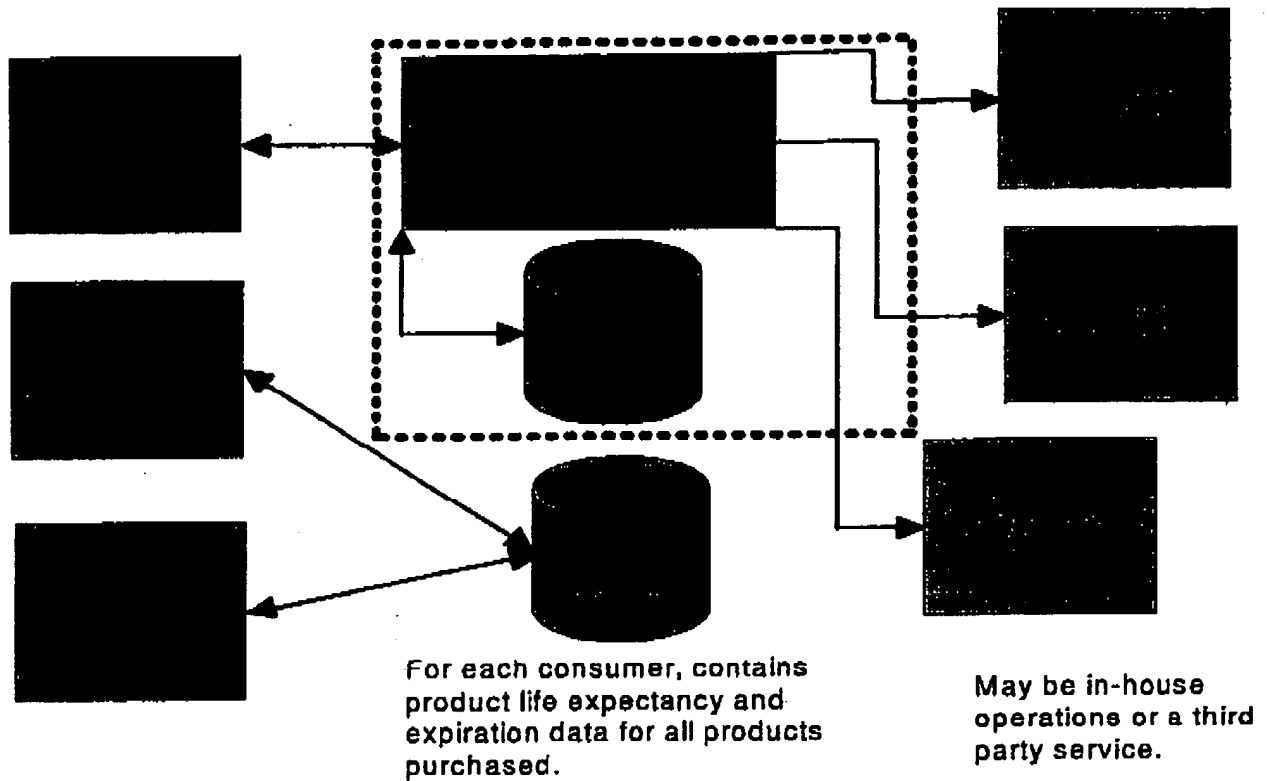 For each consumer, contains
product life expectancy and
expiration data for all products
purchased.
May be in-house
operations or a third
party service.